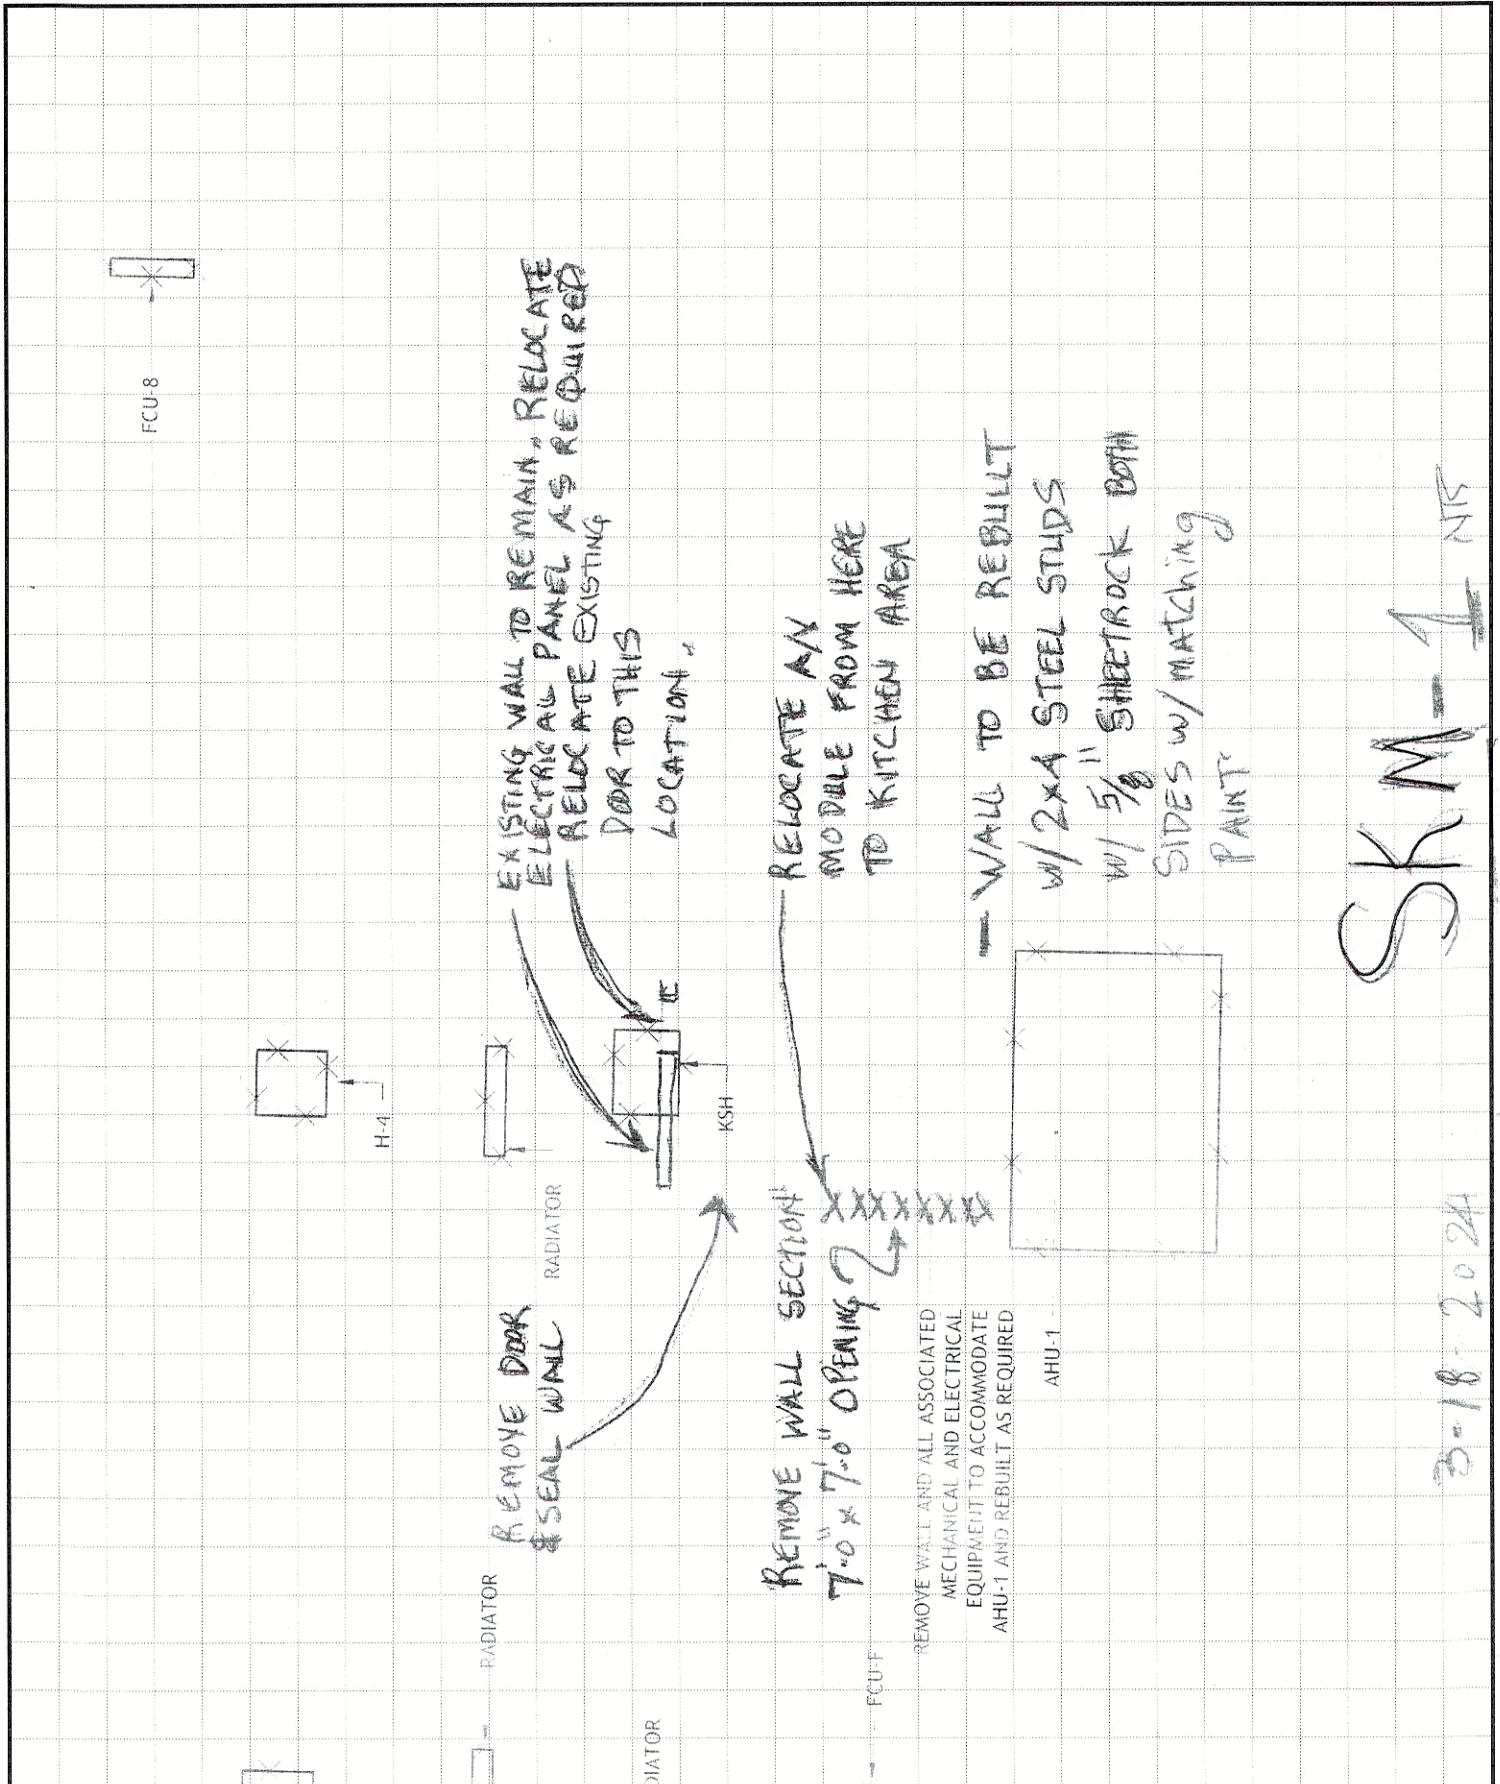 FCU-8
EXISTING WALL TO REMAIN. RELOCATE
ELECTRICAL PANEL AS REQUIRED
RELOCATE EXISTING
DOOR TO THIS
LOCATION.
H-4
RADIATOR
E
KSH
REMOVE DOOR
& SEAL WALL
RADIATOR
RELOCATE A/V
MODULE FROM HERE
TO KITCHEN AREA
REMOVE WALL SECTION
7'-0" x 7'-0" OPENING
XXXXXXX
- WALL TO BE REBUILT
W/ 2x4 STEEL STUDS
W/ 5/8" SHEETROCK BOTH
SIDES W/ MATChing
PAINT.
REMOVE WALL AND ALL ASSOCIATED
MECHANICAL AND ELECTRICAL
EQUIPMENT TO ACCOMMODATE
AHU-1 AND REBUILT AS REQUIRED
AHU-1
DIATOR
FCU-F
SKM-1 NTS
3-18-2024